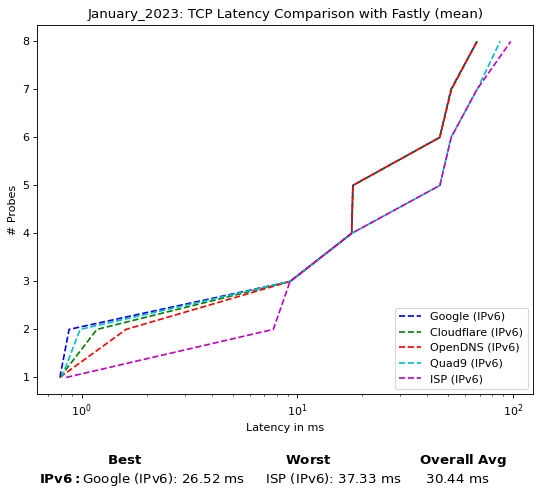 January_2023: TCP Latency Comparison with Fastly (mean)
# Probes
8
7
6
5
4
3
2
1
Google (IPv6)
Cloudflare (IPv6)
OpenDNS (IPv6)
Quad9 (IPv6)
ISP (IPv6)
10⁰ 10¹ 10²
Latency in ms
Best Worst Overall Avg
IPv6: Google (IPv6): 26.52 ms ISP (IPv6): 37.33 ms 30.44 ms